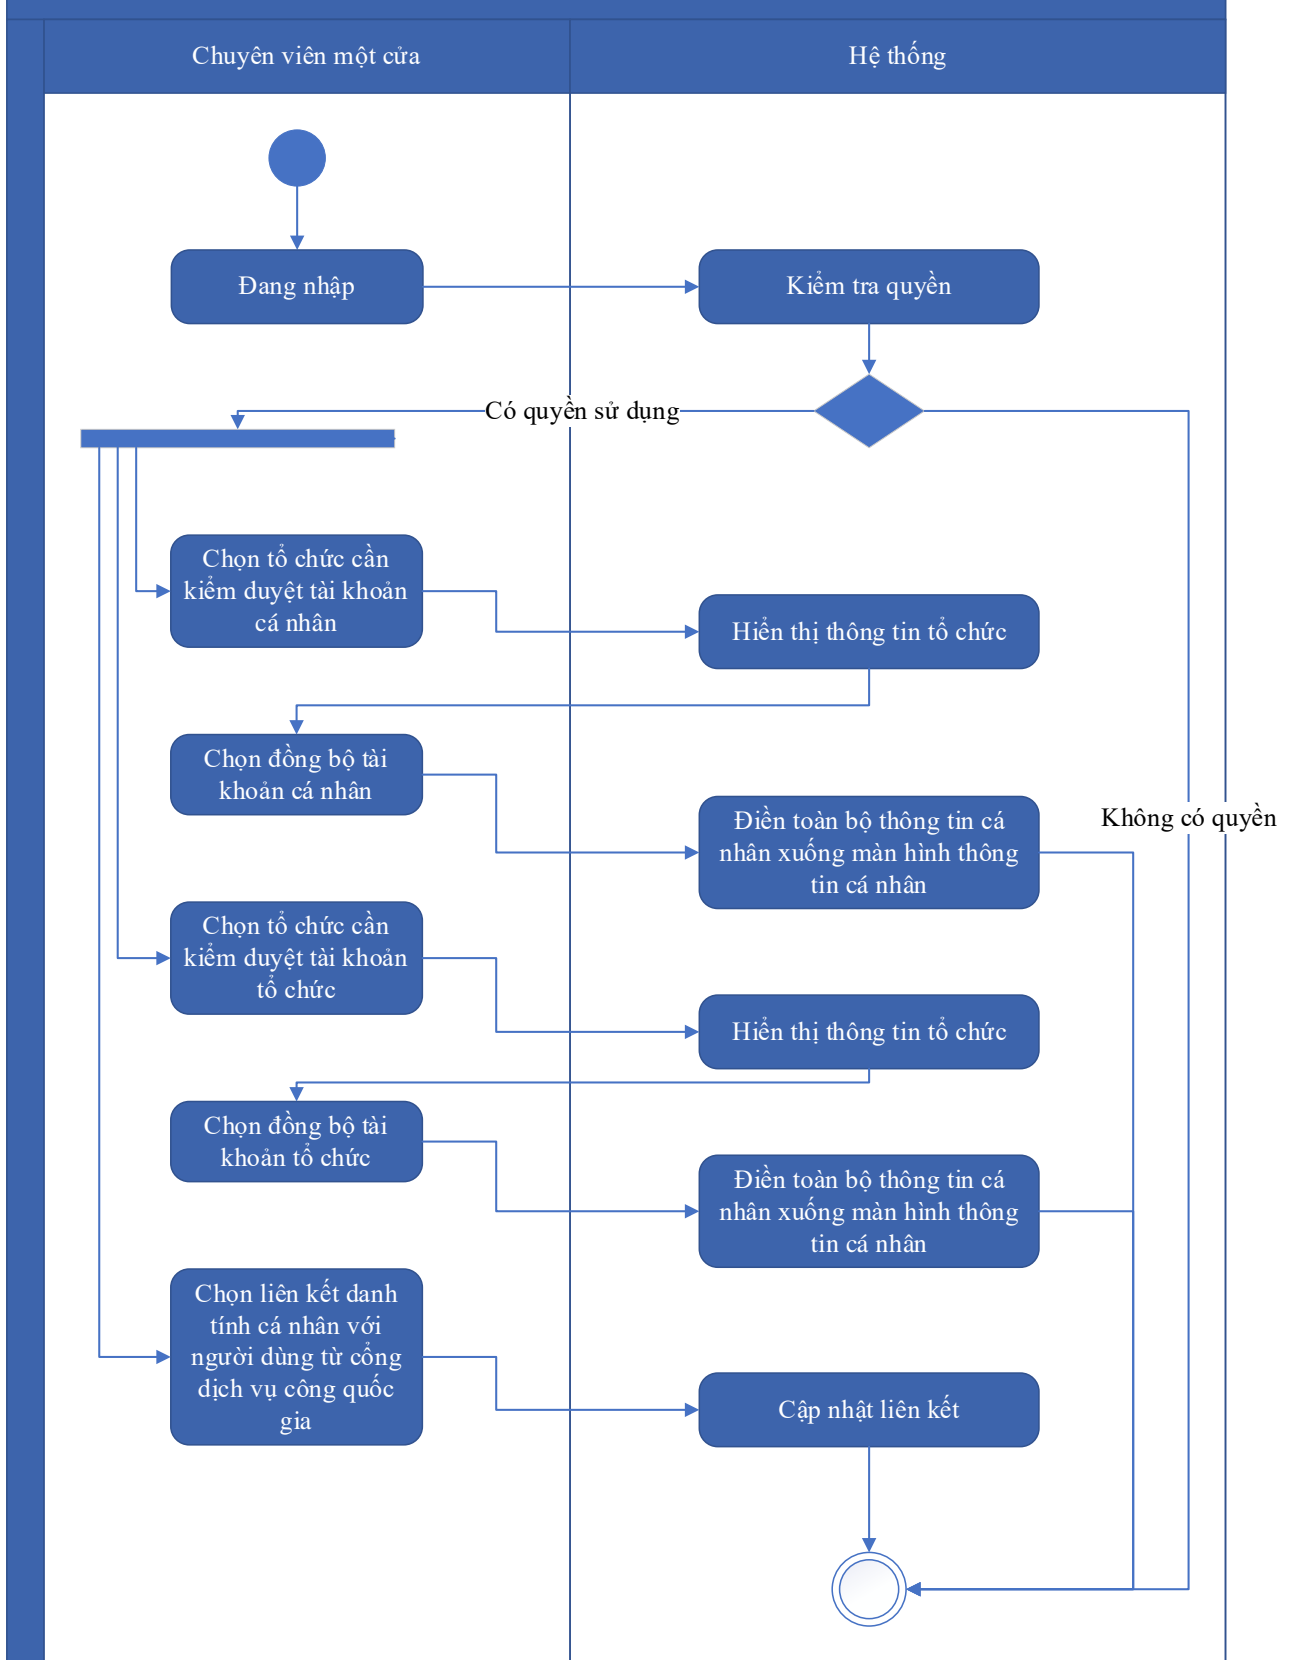 Chuyên viên một cửa
Hệ thống
Đang nhập
Kiểm tra quyền
Có quyền sử dụng
Chọn tổ chức cần
kiểm duyệt tài khoản
cá nhân
Hiển thị thông tin tổ chức
Chọn đồng bộ tài
khoản cá nhân
Điền toàn bộ thông tin cá
nhân xuống màn hình thông
tin cá nhân
Không có quyền
Chọn tổ chức cần
kiểm duyệt tài khoản
tổ chức
Hiển thị thông tin tổ chức
Chọn đồng bộ tài
khoản tổ chức
Điền toàn bộ thông tin cá
nhân xuống màn hình thông
tin cá nhân
Chọn liên kết danh
tính cá nhân với
người dùng từ cổng
dịch vụ công quốc
gia
Cập nhật liên kết